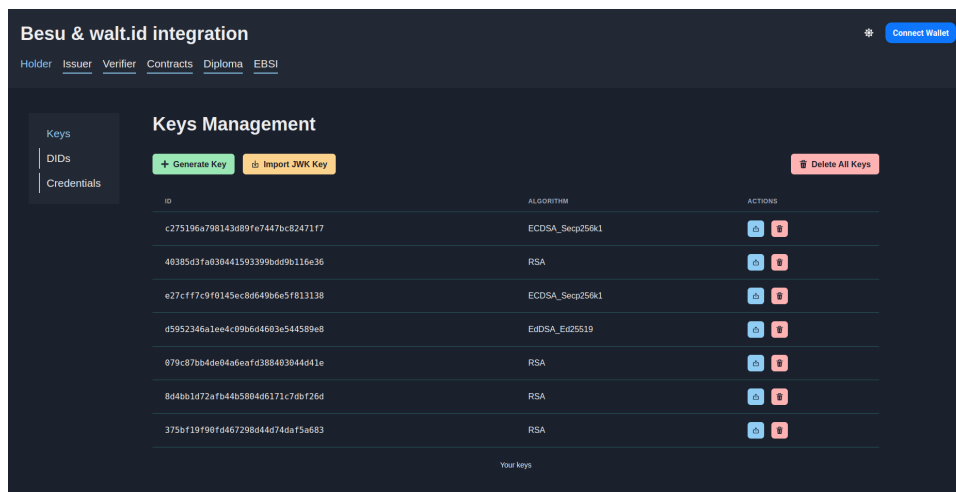 Besu & walt.id integration
Connect Wallet
Holder Issuer Verifier Contracts Diploma EBSI
Keys
DIDs
Credentials
Keys Management
Generate Key Import JWK Key Delete All Keys
ID ALGORITHM ACTIONS
c275196a798143d89fe7447bc82471f7 ECDSA_Secp256k1
40385d3fa030441593399bdd9b116e36 RSA
e27cff7c9f0145ec8d649b6e5f813138 ECDSA_Secp256k1
d5952346a1ee4c09b6d4603e544589e8 EdDSA_Ed25519
079c87bb4de04a6eafd388403044d41e RSA
8d4bb1d72afb44b5804d6171c7dbf26d RSA
375bf19f90fd467298d44d74daf5a683 RSA
Your keys